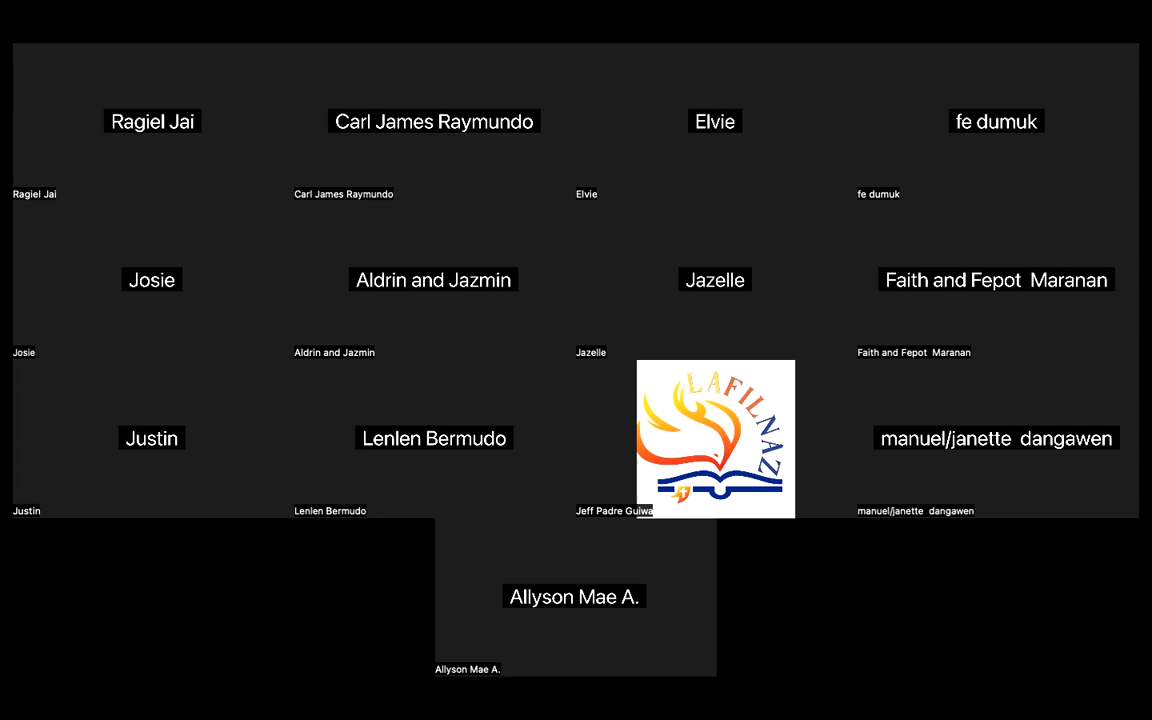 Ragiel Jai
Carl James Raymundo
Elvie
fe dumuk
Ragiel Jai
Carl James Raymundo
Elvie
fe dumuk
Josie
Aldrin and Jazmin
Jazelle
Faith and Fepot Maranan
Josie
Aldrin and Jazmin
Jazelle
Faith and Fepot Maranan
LAFILNAZ
Justin
Lenlen Bermudo
manuel/janette dangawen
Justin
Lenlen Bermudo
Jeff Padre Guiwa
manuel/janette dangawen
Allyson Mae A.
Allyson Mae A.